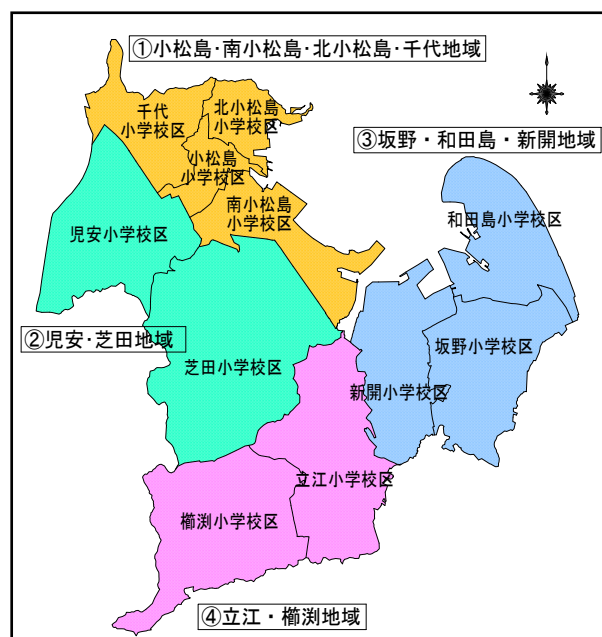 ①小松島・南小松島・北小松島・千代地域
千代
小学校区
北小松島
小学校区
小松島
小学校区
南小松島
小学校区
③坂野・和田島・新開地域
児安小学校区
和田島小学校区
②児安・芝田地域
芝田小学校区
坂野小学校区
新開小学校区
立江小学校区
櫛渕小学校区
④立江・櫛渕地域